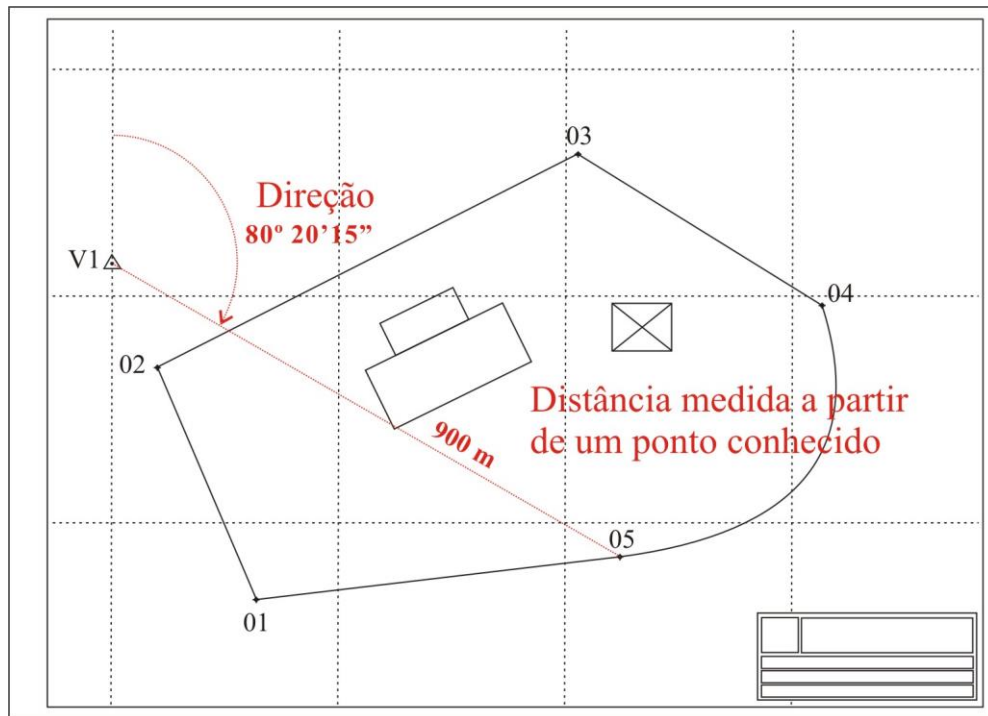 03
Direção
80º 20’15”
V1
04
02
Distância medida a partir
de um ponto conhecido
900 m
05
01